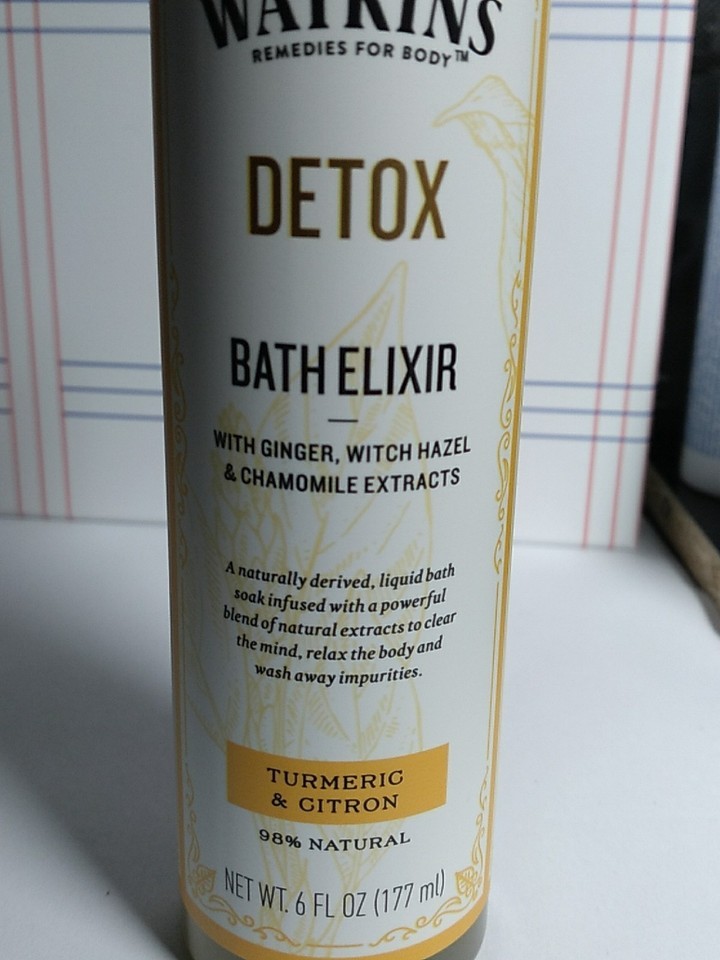 WATKINS
REMEDIES FOR BODY™
DETOX
BATH ELIXIR
WITH GINGER, WITCH HAZEL
& CHAMOMILE EXTRACTS
A naturally derived, liquid bath
soak infused with a powerful
blend of natural extracts to clear
the mind, relax the body and
wash away impurities.
TURMERIC
& CITRON
98% NATURAL
NET WT. 6 FL OZ (177 ml)